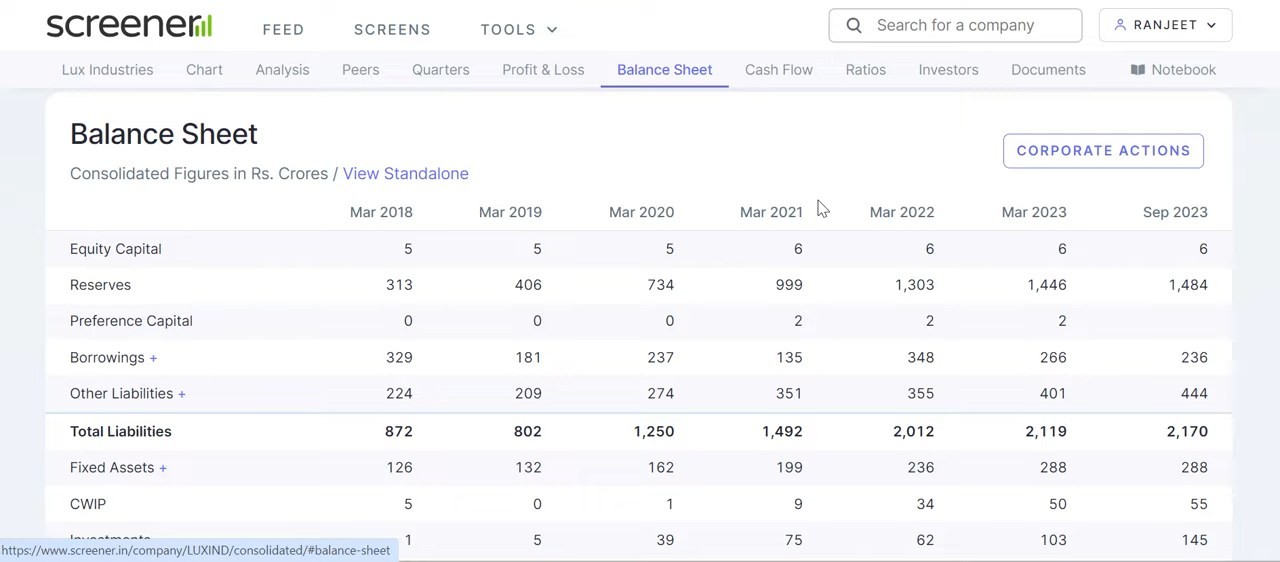 screener
FEED SCREENS TOOLS
Search for a company
RANJEET
Lux Industries Chart Analysis Peers Quarters Profit & Loss Balance Sheet Cash Flow Ratios Investors Documents Notebook
Balance Sheet
CORPORATE ACTIONS
Consolidated Figures in Rs. Crores / View Standalone
Mar 2018 Mar 2019 Mar 2020 Mar 2021 Mar 2022 Mar 2023 Sep 2023
Equity Capital 5 5 5 6 6 6 6
Reserves 313 406 734 999 1,303 1,446 1,484
Preference Capital 0 0 0 2 2 2
Borrowings + 329 181 237 135 348 266 236
Other Liabilities + 224 209 274 351 355 401 444
Total Liabilities 872 802 1,250 1,492 2,012 2,119 2,170
Fixed Assets + 126 132 162 199 236 288 288
CWIP 5 0 1 9 34 50 55
Investments 1 5 39 75 62 103 145
https://www.screener.in/company/LUXIND/consolidated/#balance-sheet